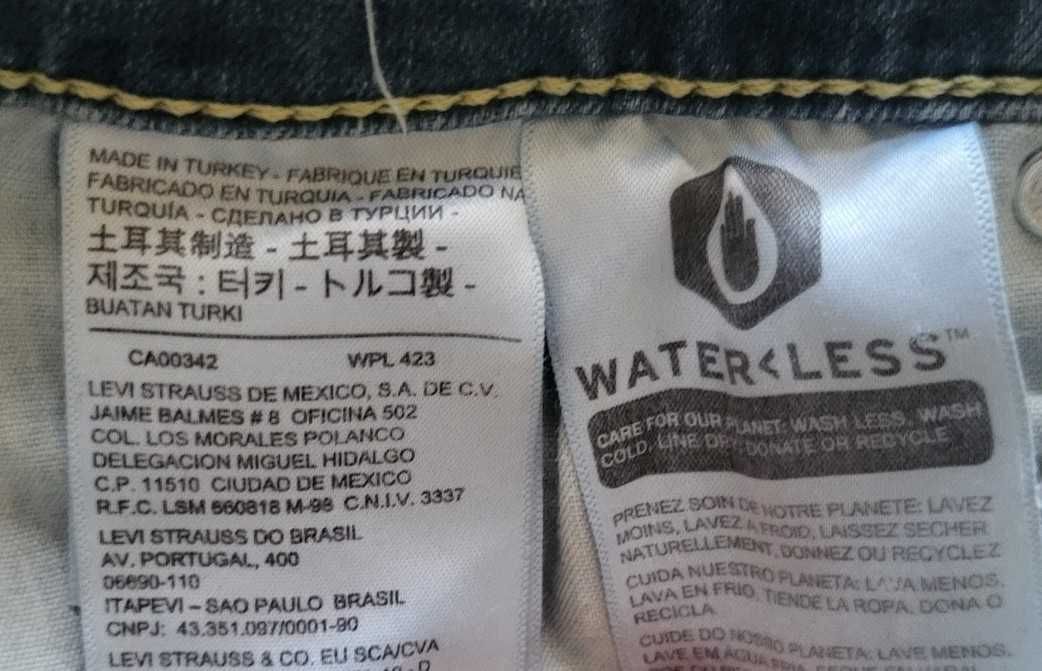 MADE IN TURKEY - FABRIQUE EN TURQUIE
FABRICADO EN TURQUIA - FABRICADO NA
TURQUÍA - СДЕЛАНО В ТУРЦИИ -
土耳其制造 - 土耳其製 -
제조국 : 터키 - トルコ製 -
BUATAN TURKI
CA00342 WPL 423
LEVI STRAUSS DE MEXICO, S.A. DE C.V.
JAIME BALMES # 8 OFICINA 502
COL. LOS MORALES POLANCO
DELEGACION MIGUEL HIDALGO
C.P. 11510 CIUDAD DE MEXICO
R.F.C. LSM 660818 M-98 C.N.I.V. 3337
LEVI STRAUSS DO BRASIL
AV. PORTUGAL, 400
06690-110
ITAPEVI – SAO PAULO BRASIL
CNPJ: 43.351.097/0001-90
LEVI STRAUSS & CO. EU SCA/CVA
WATER<LESS™
CARE FOR OUR PLANET: WASH LESS, WASH
COLD, LINE DRY, DONATE OR RECYCLE
PRENEZ SOIN DE NOTRE PLANETE: LAVEZ
MOINS, LAVEZ A FROID, LAISSEZ SECHER
NATURELLEMENT, DONNEZ OU RECYCLEZ
CUIDA NUESTRO PLANETA: LAVA MENOS,
LAVA EN FRIO, TIENDE LA ROPA, DONA O
RECICLA
CUIDE DO NOSSO PLANETA: LAVE MENOS,
LAVE EM AGUA FRIA,